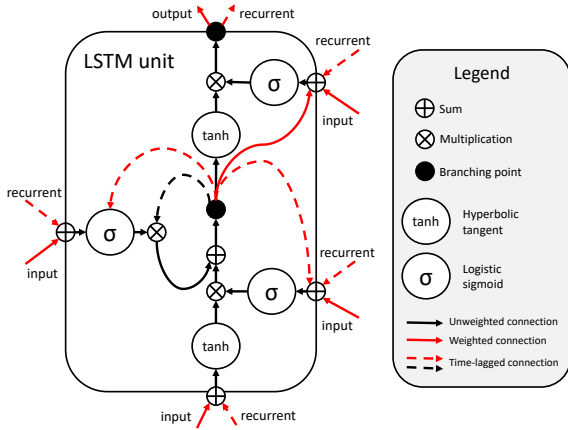 output
recurrent
LSTM unit
σ
recurrent
input
tanh
recurrent
σ
input
recurrent
σ
input
tanh
input
recurrent
Legend
Sum
Multiplication
Branching point
tanh
Hyperbolic
tangent
σ
Logistic
sigmoid
Unweighted connection
Weighted connection
Time-lagged connection